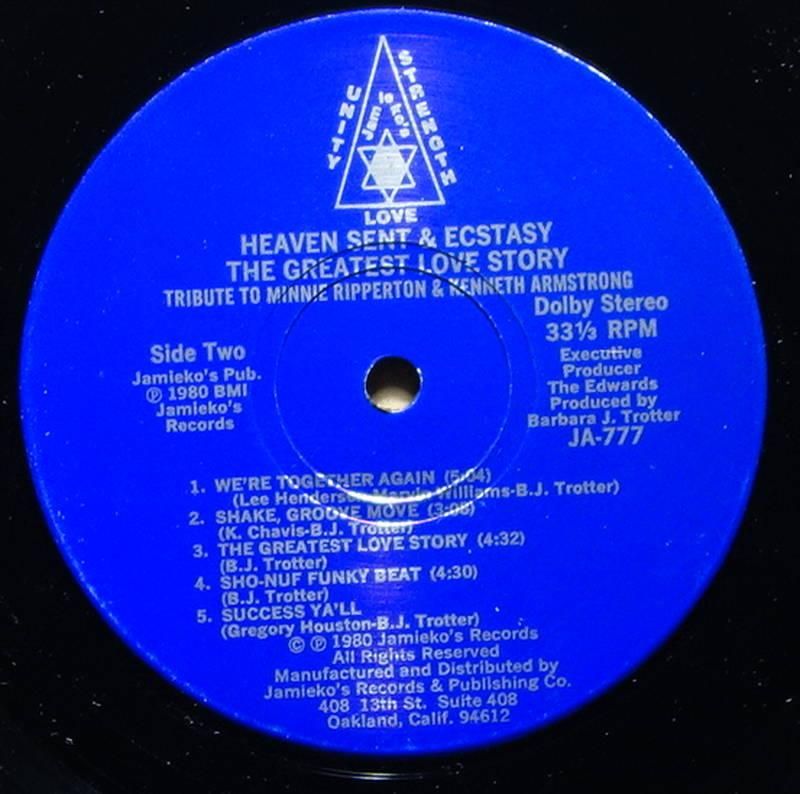 UNITY
STRENGTH
Jamieko's
LOVE
HEAVEN SENT & ECSTASY
THE GREATEST LOVE STORY
TRIBUTE TO MINNIE RIPPERTON & KENNETH ARMSTRONG
Dolby Stereo
33⅓ RPM
Side Two
Jamieko's Pub.
℗ 1980 BMI
Jamieko's
Records
Executive
Producer
The Edwards
Produced by
Barbara J. Trotter
JA-777
1. WE'RE TOGETHER AGAIN (5:04)
(Lee Henderson-Marvin Williams-B.J. Trotter)
2. SHAKE, GROOVE MOVE
(K. Chavis-B.J. Trotter)
3. THE GREATEST LOVE STORY (4:32)
(B.J. Trotter)
4. SHO-NUF FUNKY BEAT (4:30)
(B.J. Trotter)
5. SUCCESS YA'LL
(Gregory Houston-B.J. Trotter)
© ℗ 1980 Jamieko's Records
All Rights Reserved
Manufactured and Distributed by
Jamieko's Records & Publishing Co.
408 13th St. Suite 408
Oakland, Calif. 94612